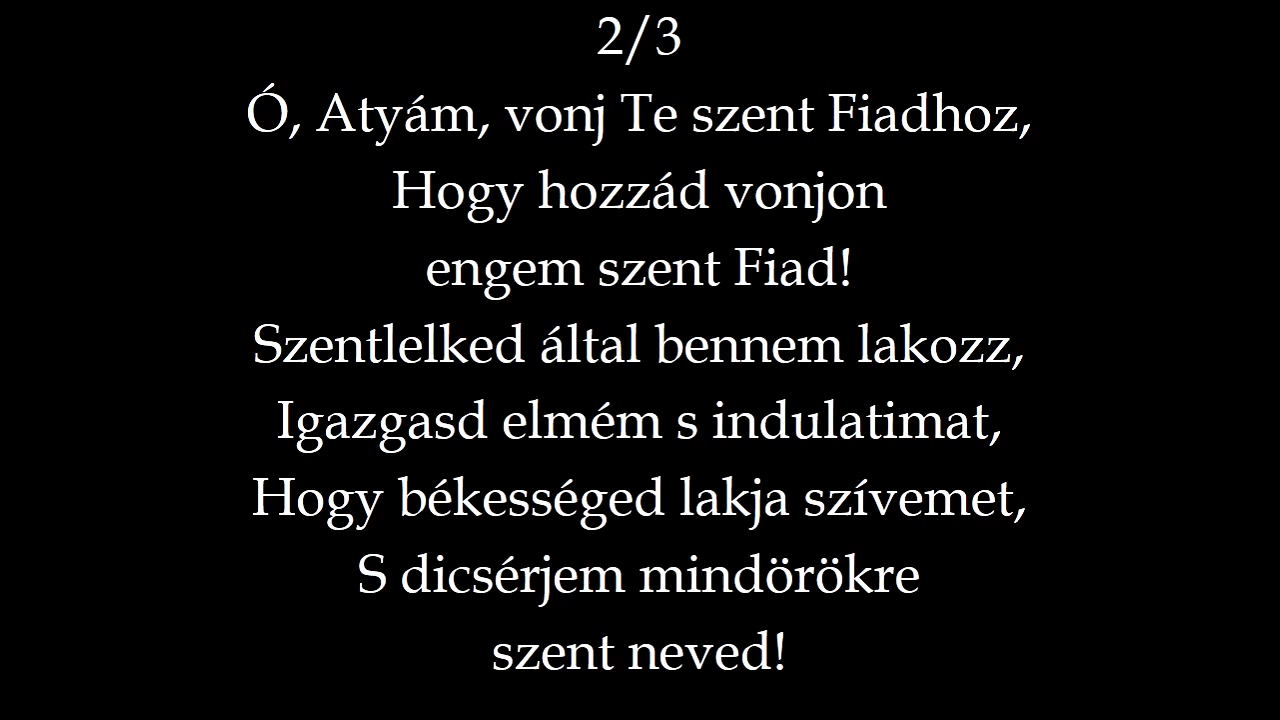 2/3
Ó, Atyám, vonj Te szent Fiadhoz,
Hogy hozzád vonjon
engem szent Fiad!
Szentlelked által bennem lakozz,
Igazgasd elmém s indulatimat,
Hogy békességed lakja szívemet,
S dicsérjem mindörökre
szent neved!